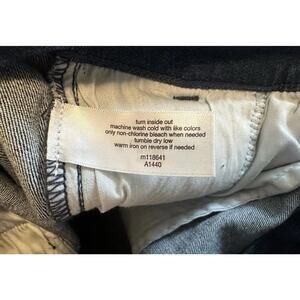 turn inside out
machine wash cold with like colors
only non-chlorine bleach when needed
tumble dry low
warm iron on reverse if needed
m118641
A1440